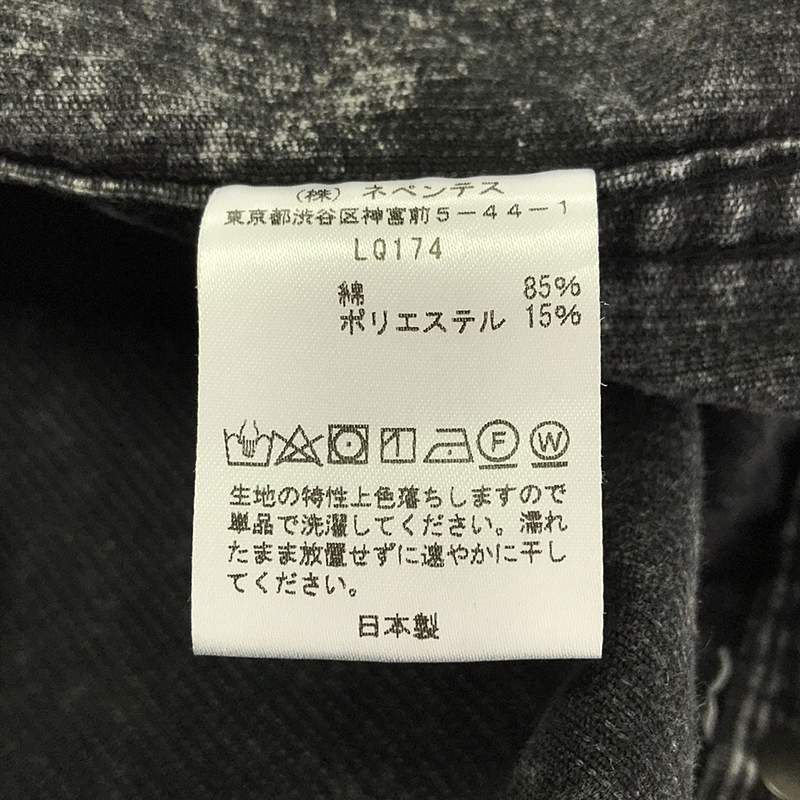 （株）ネペンテス
東京都渋谷区神宮前５－４４－１
LQ174
綿 85%
ポリエステル 15%
F W
生地の特性上色落ちしますので
単品で洗濯してください。濡れ
たまま放置せずに速やかに干し
てください。
日本製